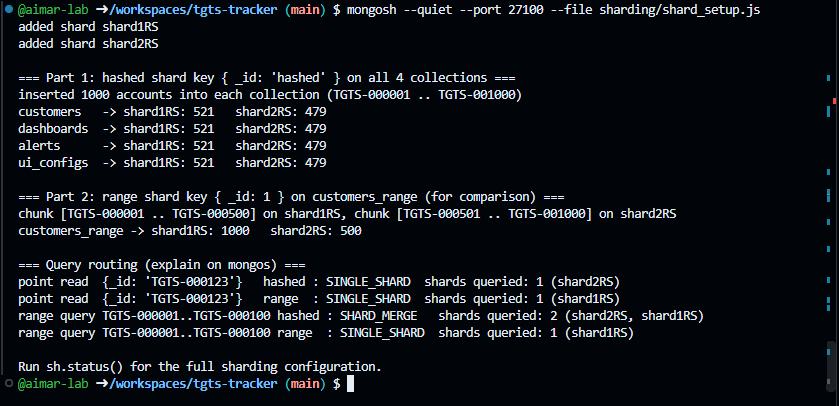 @aimar-lab ➜/workspaces/tgts-tracker (main) $ mongosh --quiet --port 27100 --file sharding/shard_setup.js
added shard shard1RS
added shard shard2RS
=== Part 1: hashed shard key { _id: 'hashed' } on all 4 collections ===
inserted 1000 accounts into each collection (TGTS-000001 .. TGTS-001000)
customers   -> shard1RS: 521   shard2RS: 479
dashboards  -> shard1RS: 521   shard2RS: 479
alerts      -> shard1RS: 521   shard2RS: 479
ui_configs  -> shard1RS: 521   shard2RS: 479
=== Part 2: range shard key { _id: 1 } on customers_range (for comparison) ===
chunk [TGTS-000001 .. TGTS-000500] on shard1RS, chunk [TGTS-000501 .. TGTS-001000] on shard2RS
customers_range -> shard1RS: 1000   shard2RS: 500
=== Query routing (explain on mongos) ===
point read  {_id: 'TGTS-000123'}   hashed : SINGLE_SHARD  shards queried: 1 (shard2RS)
point read  {_id: 'TGTS-000123'}   range  : SINGLE_SHARD  shards queried: 1 (shard1RS)
range query TGTS-000001..TGTS-000100 hashed : SHARD_MERGE   shards queried: 2 (shard2RS, shard1RS)
range query TGTS-000001..TGTS-000100 range  : SINGLE_SHARD  shards queried: 1 (shard1RS)
Run sh.status() for the full sharding configuration.
@aimar-lab ➜/workspaces/tgts-tracker (main) $